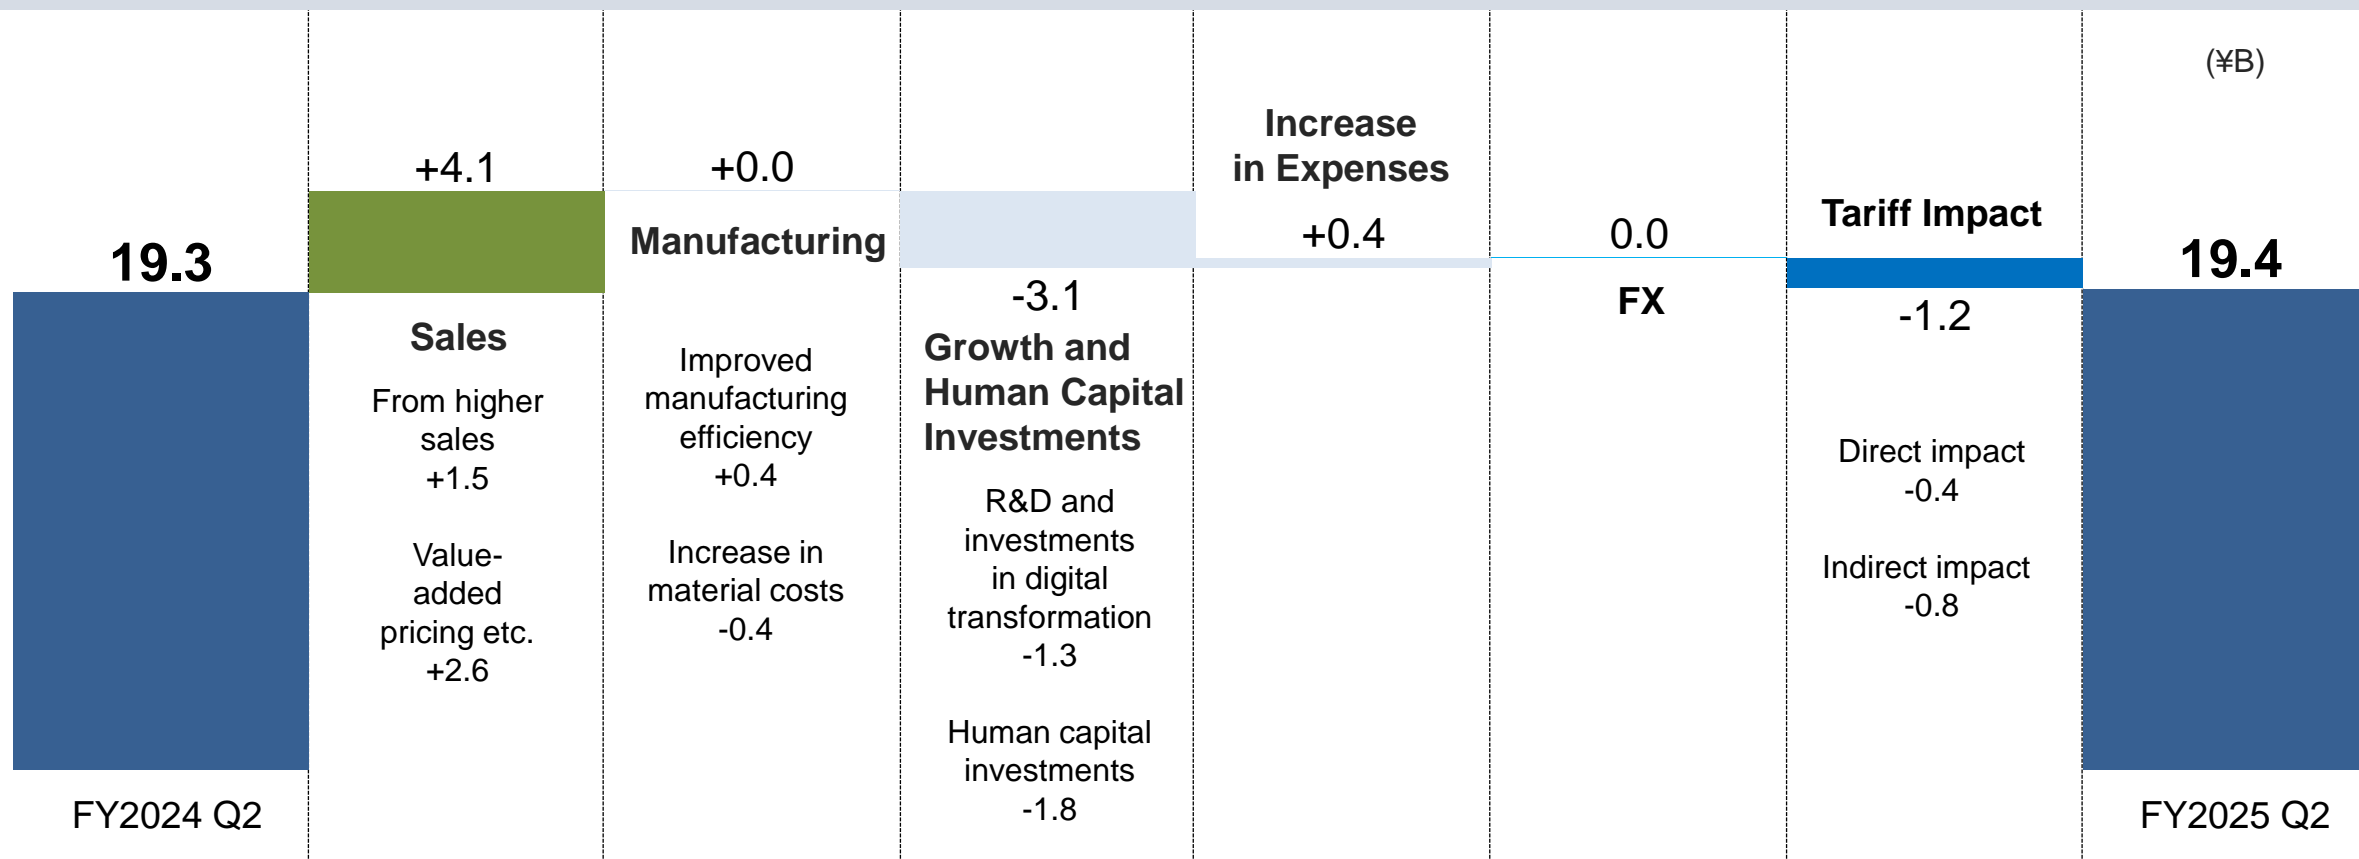 (¥B)
19.3
FY2024 Q2
+4.1
Sales
From higher
sales
+1.5
Value-
added
pricing etc.
+2.6
+0.0
Manufacturing
Improved
manufacturing
efficiency
+0.4
Increase in
material costs
-0.4
-3.1
Growth and
Human Capital
Investments
R&D and
investments
in digital
transformation
-1.3
Human capital
investments
-1.8
Increase
in Expenses
+0.4
0.0
FX
Tariff Impact
-1.2
Direct impact
-0.4
Indirect impact
-0.8
19.4
FY2025 Q2